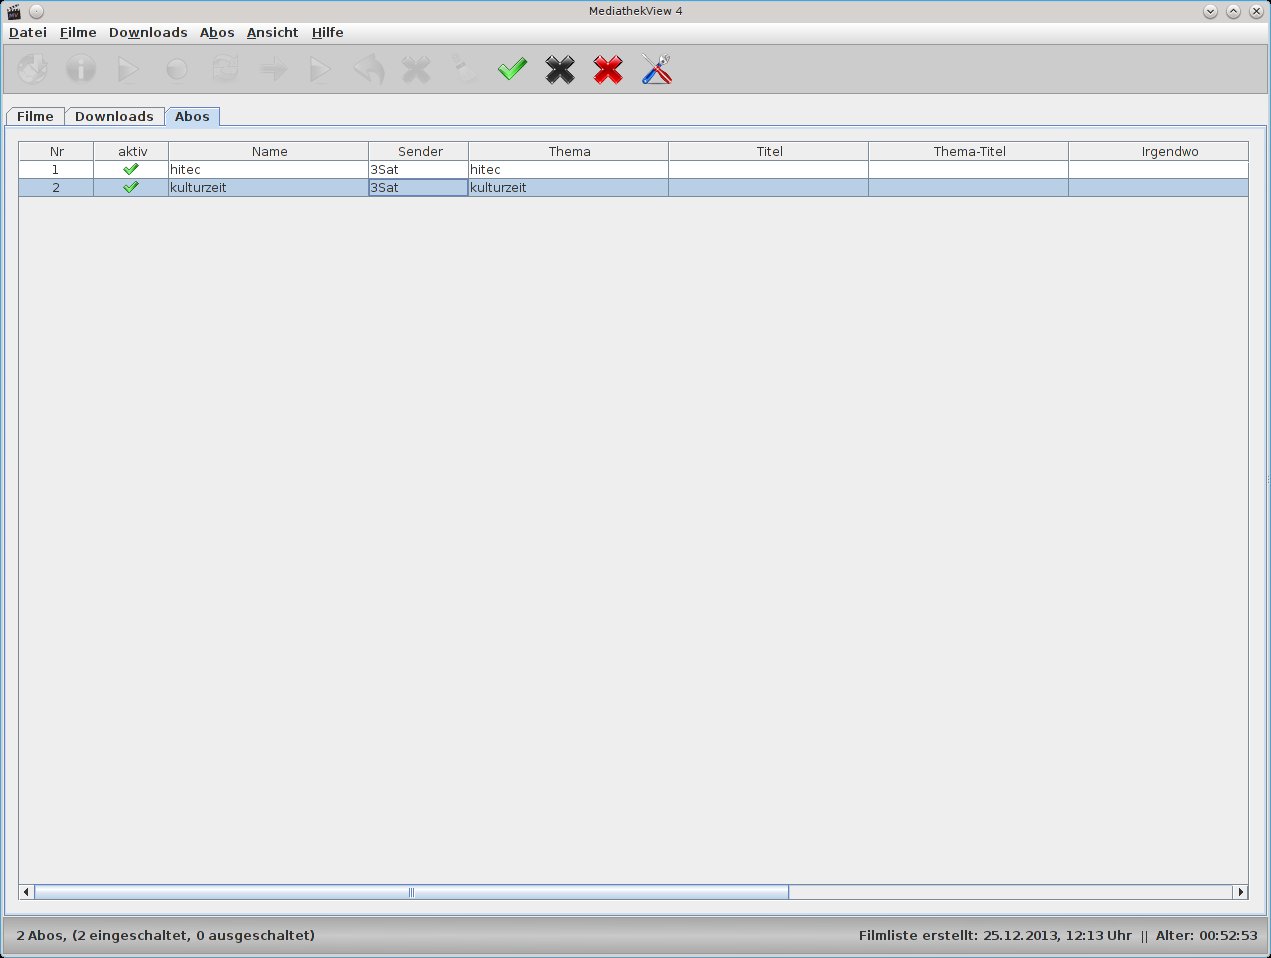 MediathekView 4
Datei Filme Downloads Abos Ansicht Hilfe
Filme Downloads Abos
Nr aktiv Name Sender Thema Titel Thema-Titel Irgendwo
1 hitec 3Sat hitec
2 kulturzeit 3Sat kulturzeit
2 Abos, (2 eingeschaltet, 0 ausgeschaltet) Filmliste erstellt: 25.12.2013, 12:13 Uhr || Alter: 00:52:53